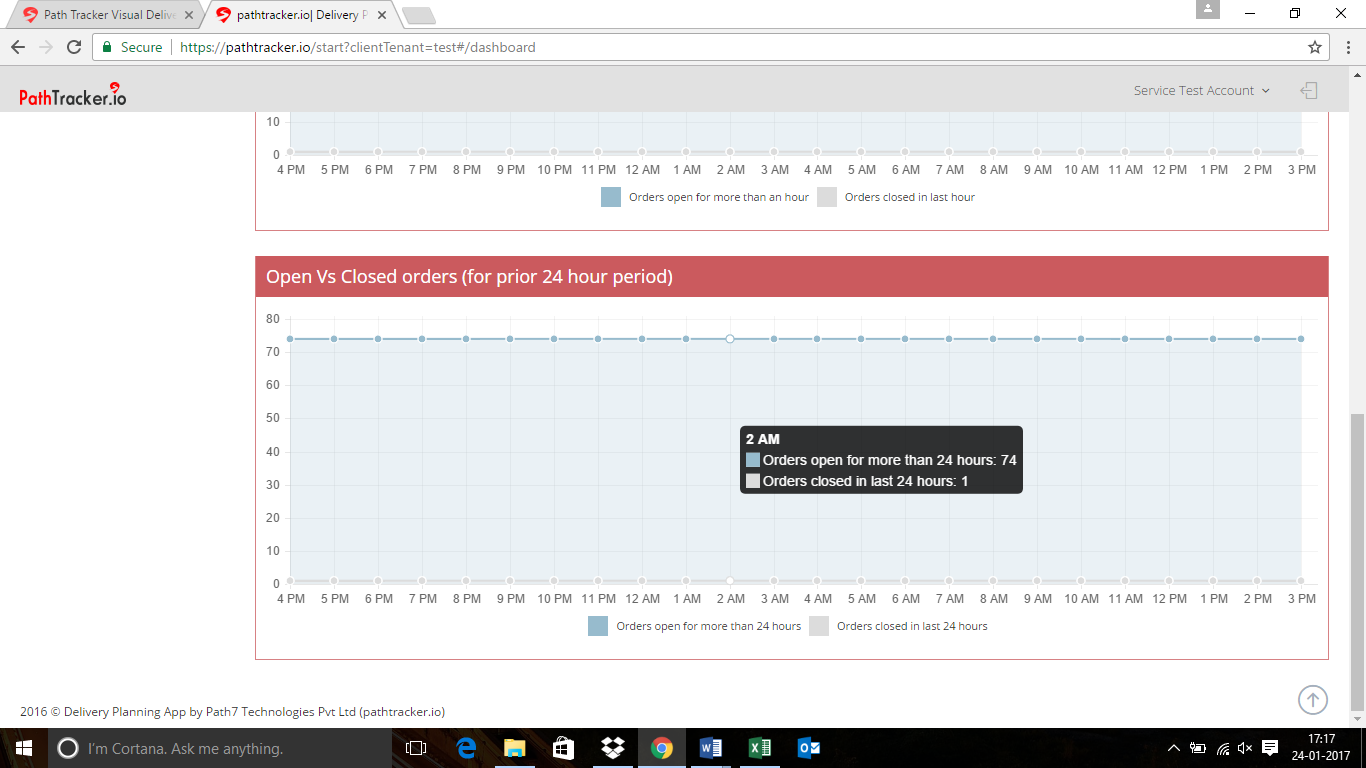 Path Tracker Visual Delive
pathtracker.io| Delivery P
Secure
https://pathtracker.io/start?clientTenant=test#/dashboard
PathTracker.io
Service Test Account
10
0
4 PM 5 PM 6 PM 7 PM 8 PM 9 PM 10 PM 11 PM 12 AM 1 AM 2 AM 3 AM 4 AM 5 AM 6 AM 7 AM 8 AM 9 AM 10 AM 11 AM 12 PM 1 PM 2 PM 3 PM
Orders open for more than an hour Orders closed in last hour
Open Vs Closed orders (for prior 24 hour period)
80
70
60
50
40
30
20
10
0
2 AM
Orders open for more than 24 hours: 74
Orders closed in last 24 hours: 1
4 PM 5 PM 6 PM 7 PM 8 PM 9 PM 10 PM 11 PM 12 AM 1 AM 2 AM 3 AM 4 AM 5 AM 6 AM 7 AM 8 AM 9 AM 10 AM 11 AM 12 PM 1 PM 2 PM 3 PM
Orders open for more than 24 hours Orders closed in last 24 hours
2016 © Delivery Planning App by Path7 Technologies Pvt Ltd (pathtracker.io)
I'm Cortana. Ask me anything.
17:17
24-01-2017